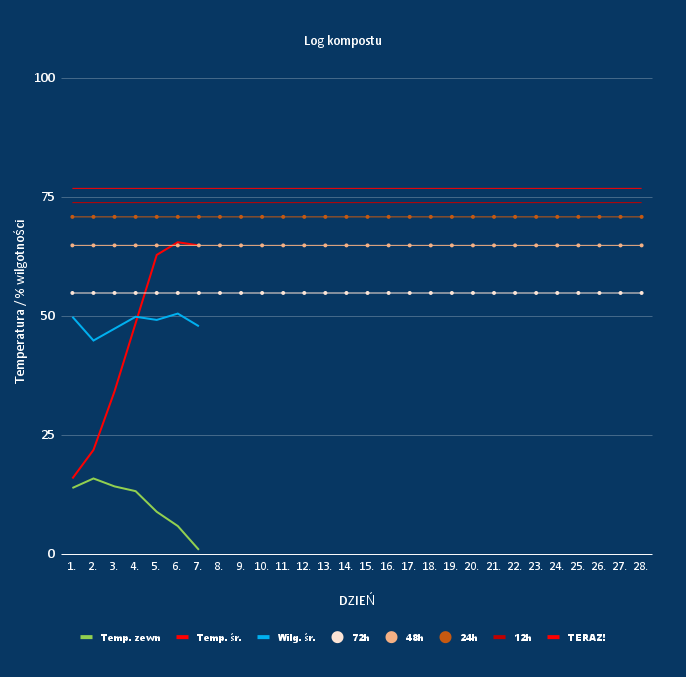 Log kompostu
100
75
50
25
0
Temperatura / % wilgotności
1. 2. 3. 4. 5. 6. 7. 8. 9. 10. 11. 12. 13. 14. 15. 16. 17. 18. 19. 20. 21. 22. 23. 24. 25. 26. 27. 28.
DZIEŃ
Temp. zewn Temp. śr. Wilg. śr. 72h 48h 24h 12h TERAZ!